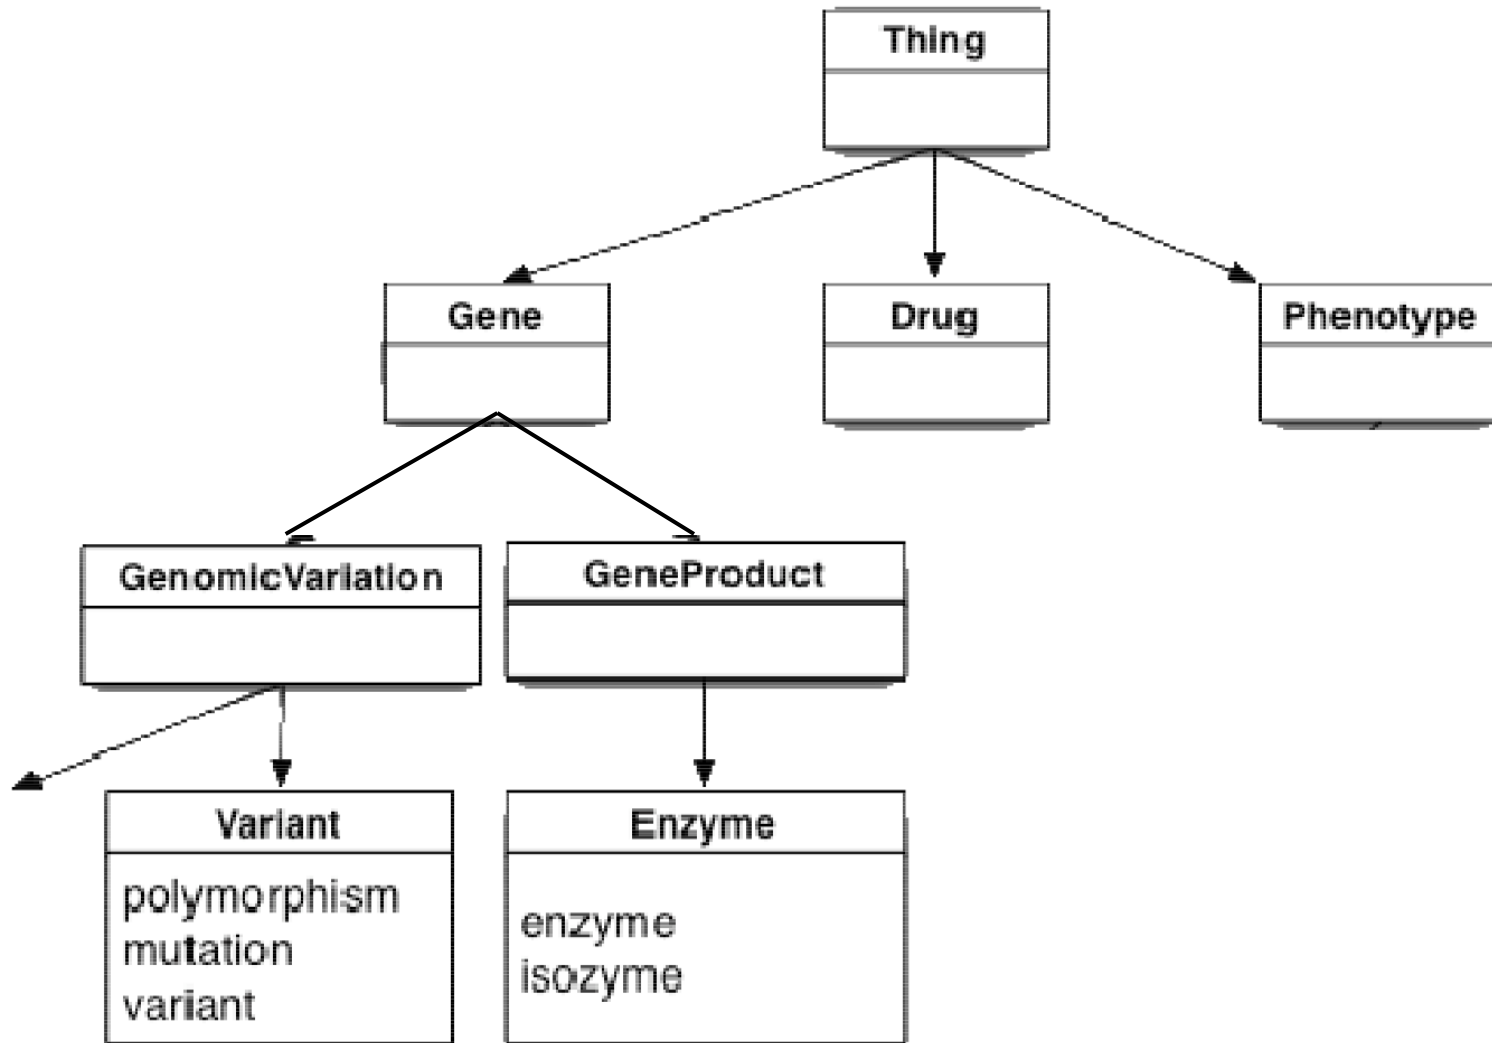 Thing
Gene
Drug
Phenotype
GenomicVariation
GeneProduct
Variant
polymorphism
mutation
variant
Enzyme
enzyme
isozyme